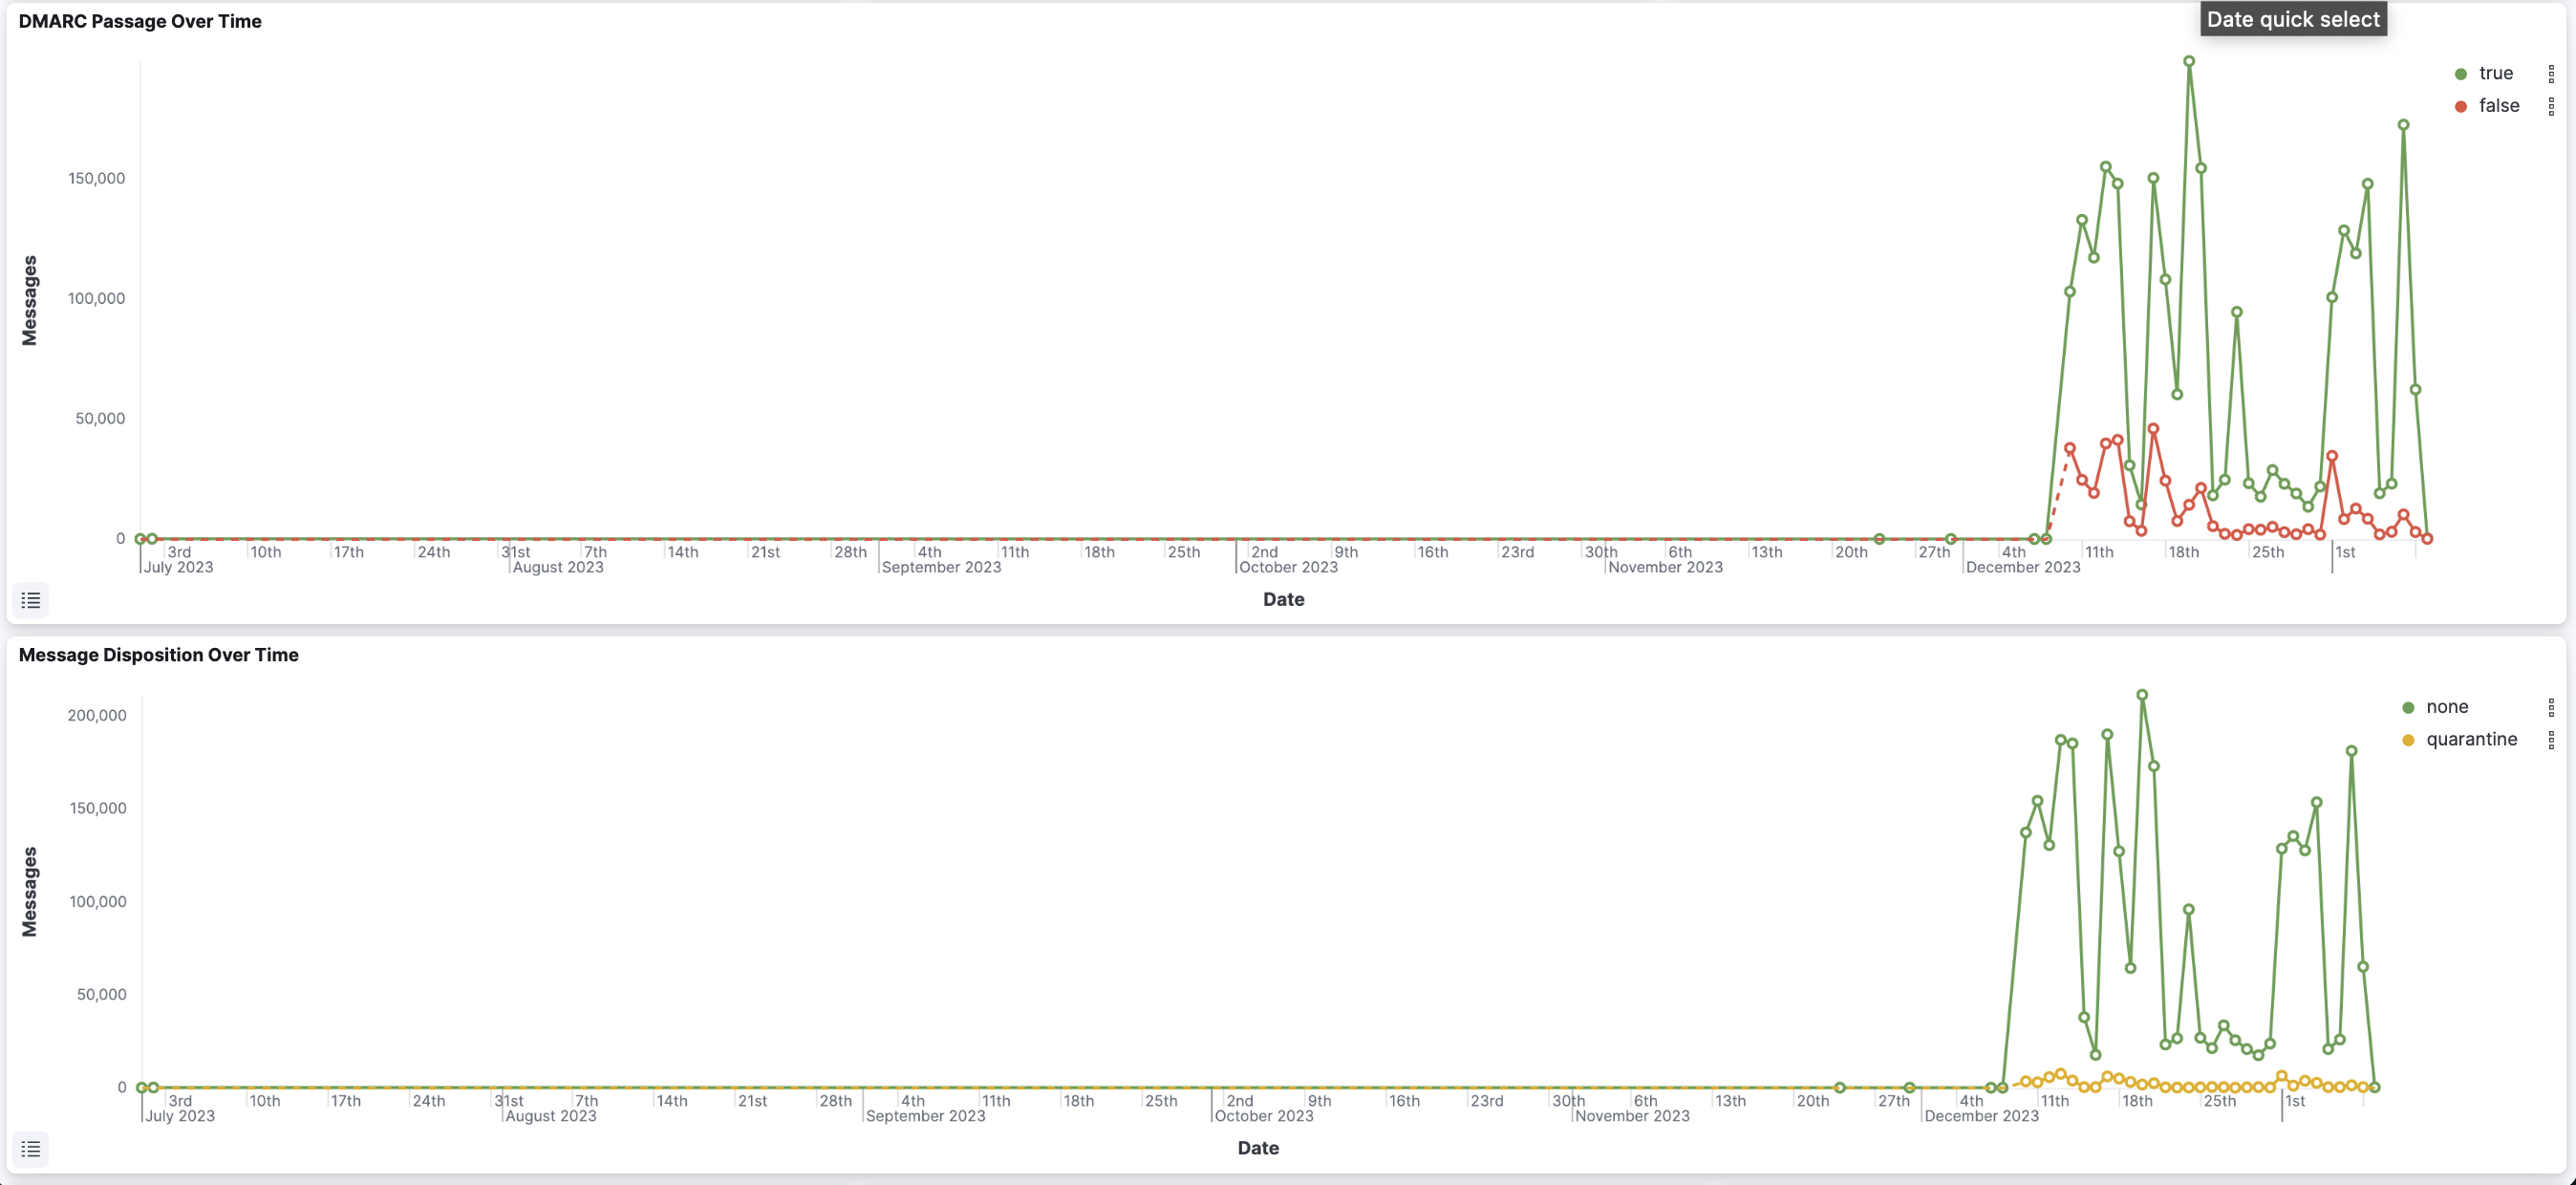 DMARC Passage Over Time
Date quick select
true
false
Messages
150,000
100,000
50,000
0
3rd 10th 17th 24th 31st 7th 14th 21st 28th 4th 11th 18th 25th 2nd 9th 16th 23rd 30th 6th 13th 20th 27th 4th 11th 18th 25th 1st
July 2023 August 2023 September 2023 October 2023 November 2023 December 2023
Date
Message Disposition Over Time
none
quarantine
Messages
200,000
150,000
100,000
50,000
0
3rd 10th 17th 24th 31st 7th 14th 21st 28th 4th 11th 18th 25th 2nd 9th 16th 23rd 30th 6th 13th 20th 27th 4th 11th 18th 25th 1st
July 2023 August 2023 September 2023 October 2023 November 2023 December 2023
Date